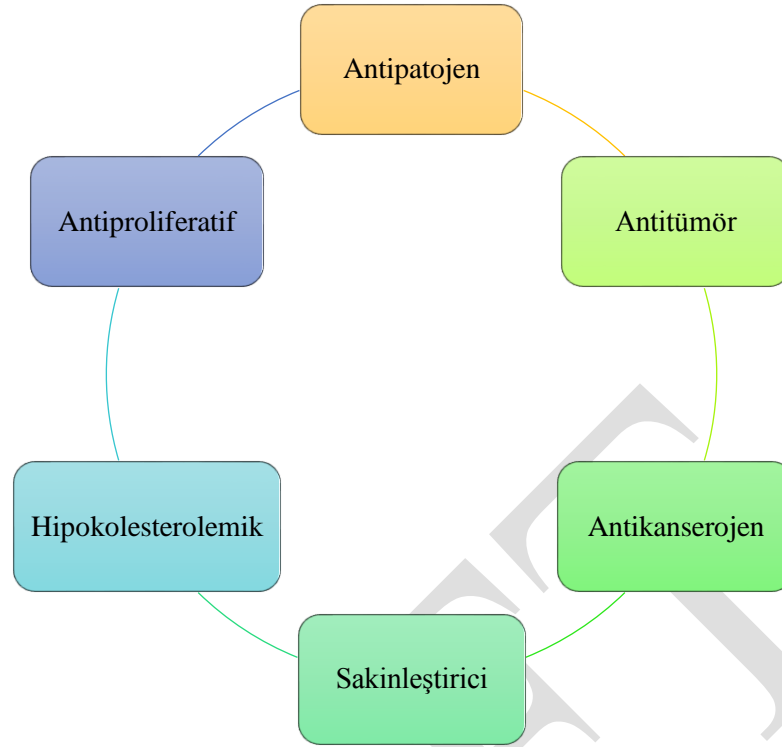 Antipatojen
Antiproliferatif
Antitümör
Hipokolesterolemik
Antikanserojen
Sakinleştirici